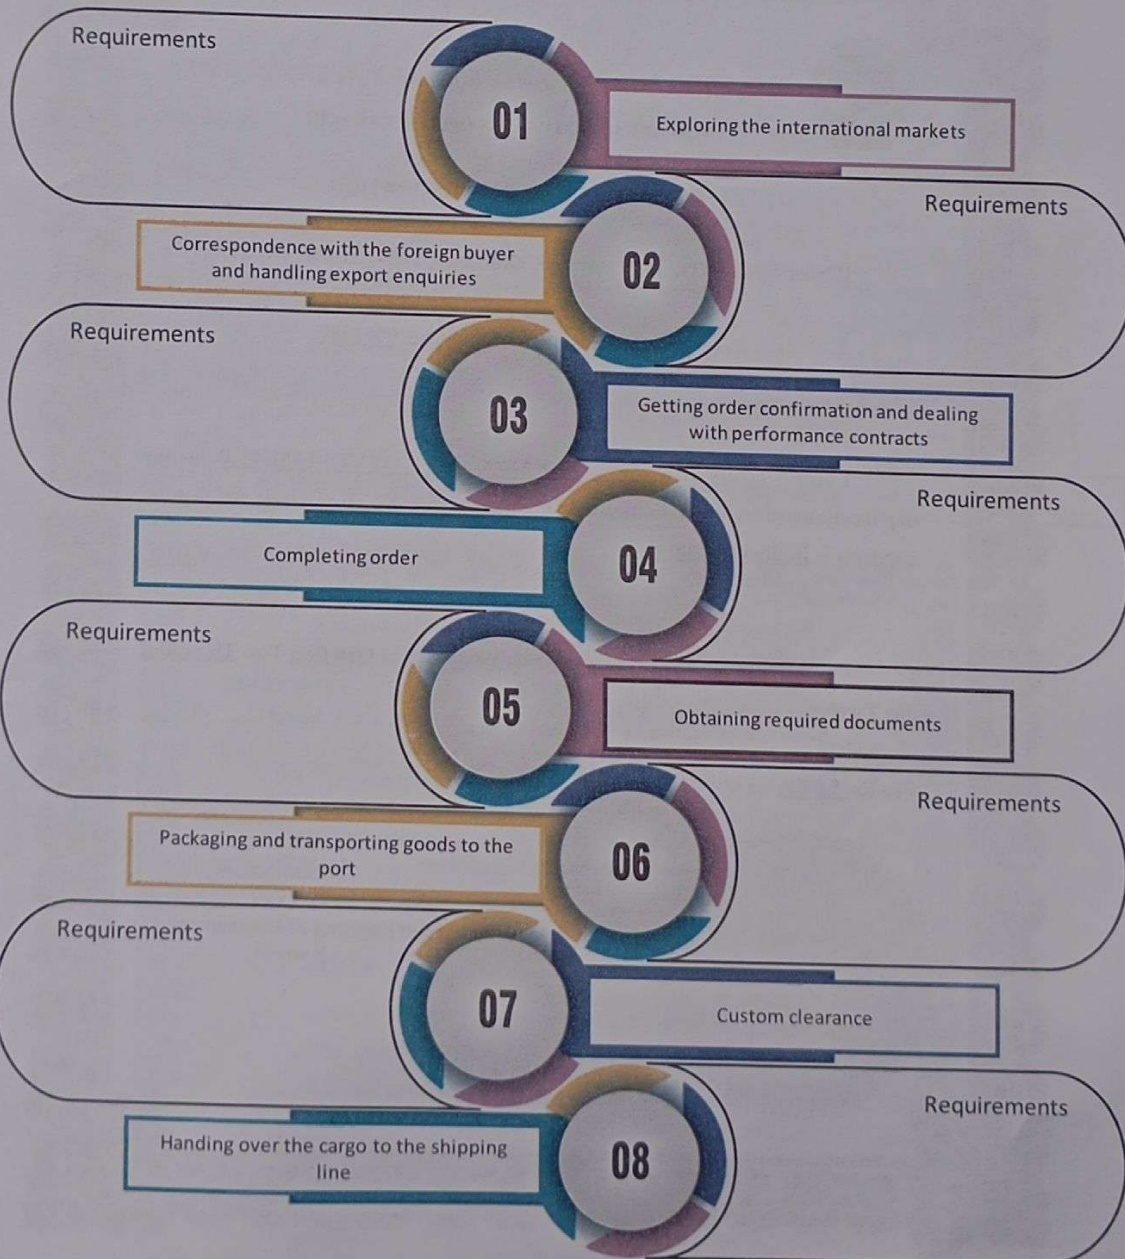 Requirements
01
Exploring the international markets
Requirements
Correspondence with the foreign buyer
and handling export enquiries
02
Requirements
03
Getting order confirmation and dealing
with performance contracts
Requirements
Completing order
04
Requirements
05
Obtaining required documents
Requirements
Packaging and transporting goods to the
port
06
Requirements
07
Custom clearance
Requirements
Handing over the cargo to the shipping
line
08